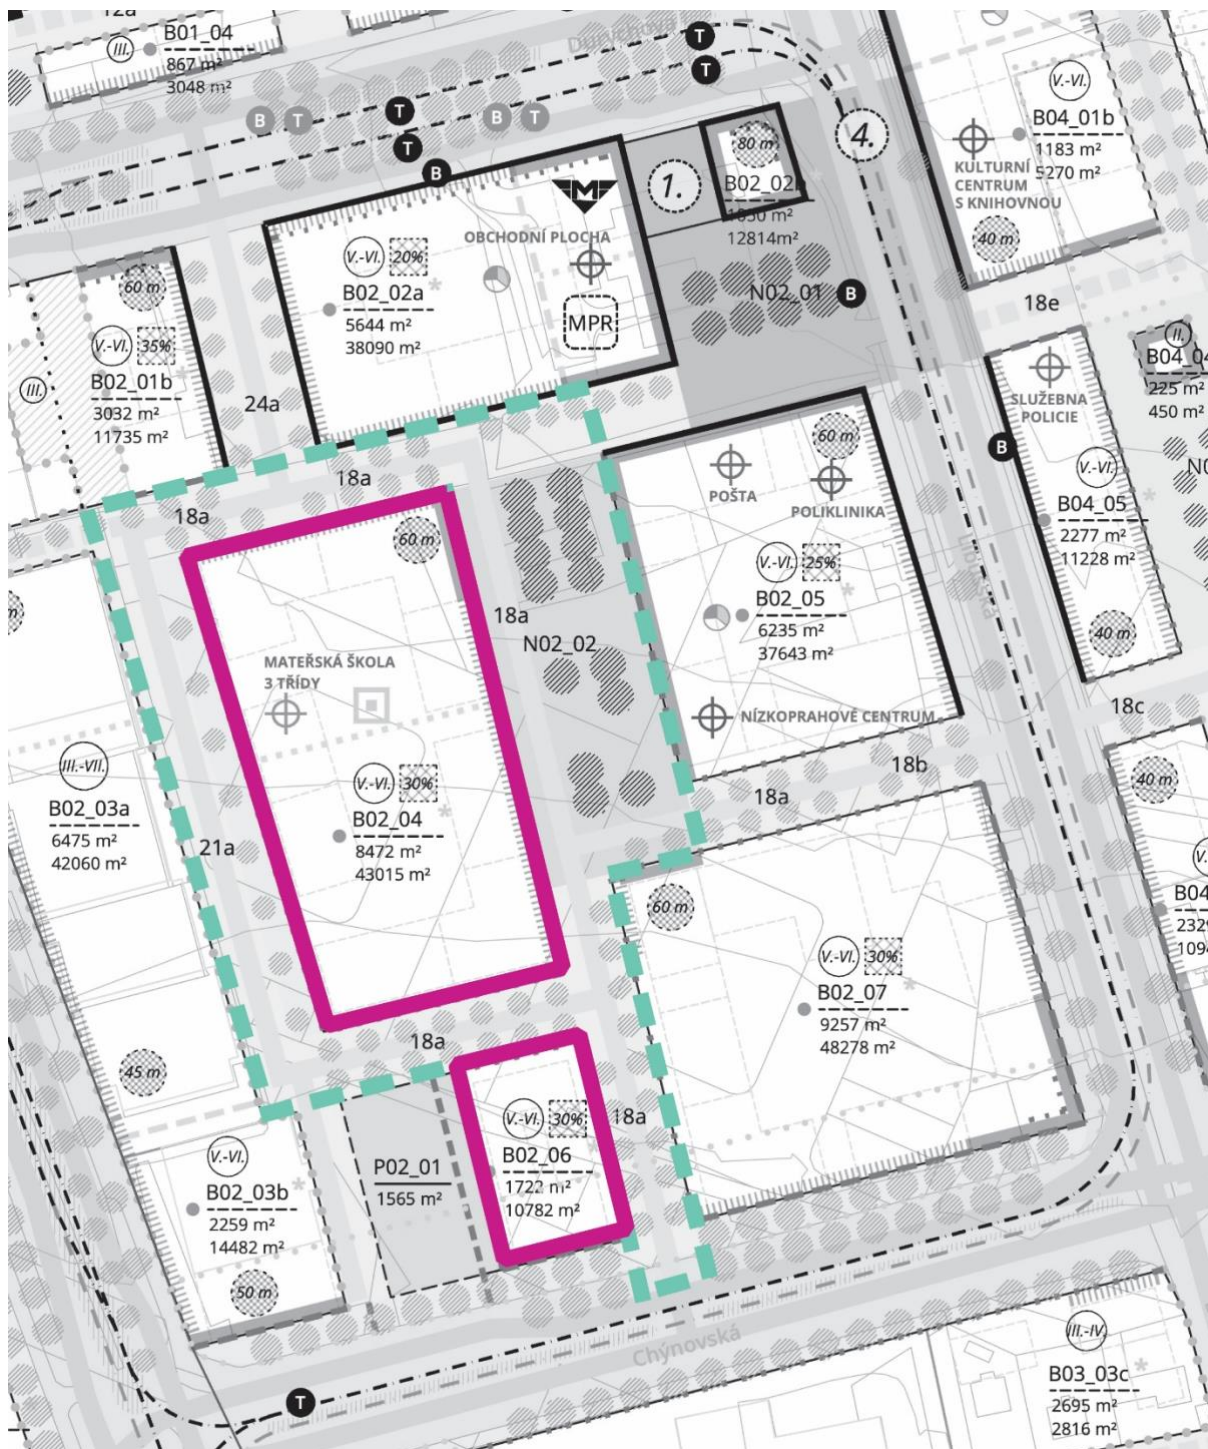 12a
B01_04
III.
867 m²
3048 m²
T
T
T
T
B
T
B
T
B
4.
V.-VI.
B04_01b
1183 m²
5270 m²
KULTURNÍ
CENTRUM
S KNIHOVNOU
40 m
1.
80 m
12814m²
M
OBCHODNÍ PLOCHA
V.-VI.
20%
B02_02a
5644 m²
38090 m²
MPR
N02_01
B
18e
60 m
V.-VI.
35%
B02_01b
3032 m²
11735 m²
III.
24a
II.
225 m²
450 m²
SLUŽEBNA
POLICIE
B
V.-VI.
B04_05
2277 m²
11228 m²
40 m
60 m
POŠTA
POLIKLINIKA
V.-VI.
25%
B02_05
6235 m²
37643 m²
NÍZKOPRAHOVÉ CENTRUM
18a
18a
60 m
18a
N02_02
MATEŘSKÁ ŠKOLA
3 TŘÍDY
V.-VI.
30%
B02_04
8472 m²
43015 m²
III.-VII.
B02_03a
6475 m²
42060 m²
21a
18c
18b
18a
40 m
60 m
V.-VI.
30%
B02_07
9257 m²
48278 m²
45 m
18a
V.-VI.
30%
B02_06
1722 m²
10782 m²
18a
P02_01
1565 m²
V.-VI.
B02_03b
2259 m²
14482 m²
50 m
Chýnovská
T
III.-IV.
B03_03c
2695 m²
2816 m²